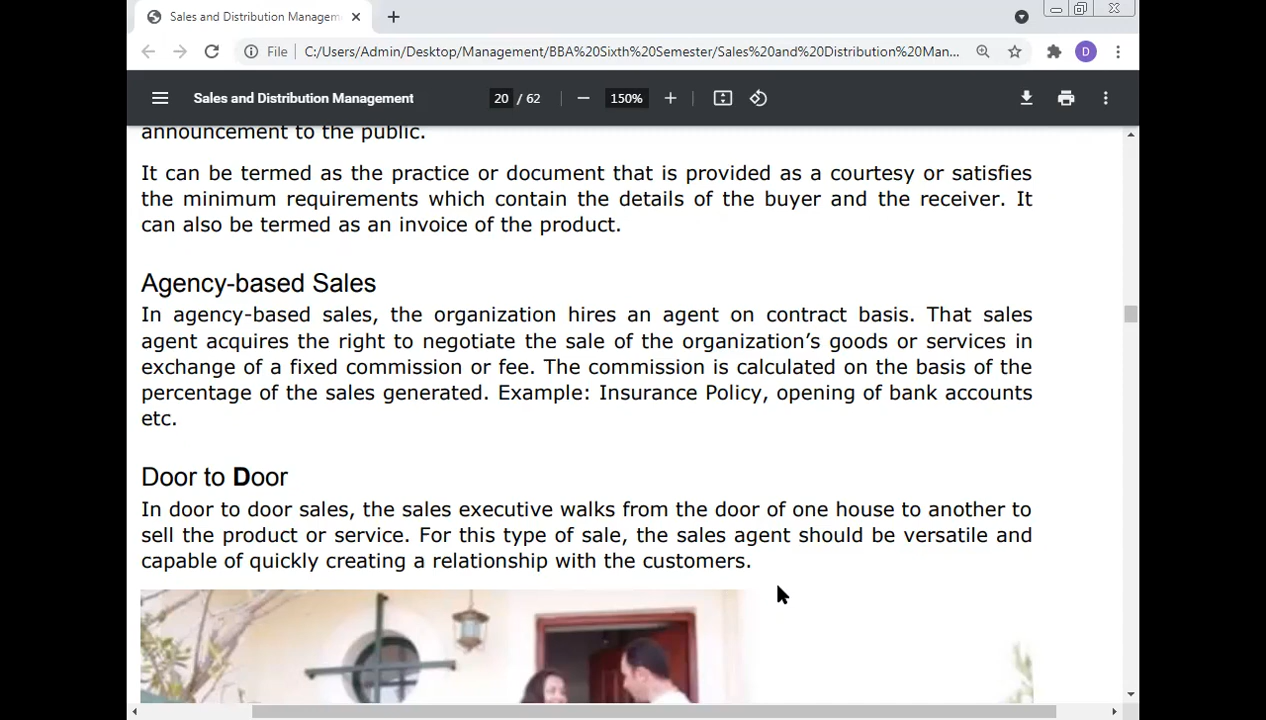 Sales and Distribution Managem
File C:/Users/Admin/Desktop/Management/BBA%20Sixth%20Semester/Sales%20and%20Distribution%20Man...
D
Sales and Distribution Management 20 / 62 150%
announcement to the public.
It can be termed as the practice or document that is provided as a courtesy or satisfies
the minimum requirements which contain the details of the buyer and the receiver. It
can also be termed as an invoice of the product.
Agency-based Sales
In agency-based sales, the organization hires an agent on contract basis. That sales
agent acquires the right to negotiate the sale of the organization’s goods or services in
exchange of a fixed commission or fee. The commission is calculated on the basis of the
percentage of the sales generated. Example: Insurance Policy, opening of bank accounts
etc.
Door to Door
In door to door sales, the sales executive walks from the door of one house to another to
sell the product or service. For this type of sale, the sales agent should be versatile and
capable of quickly creating a relationship with the customers.